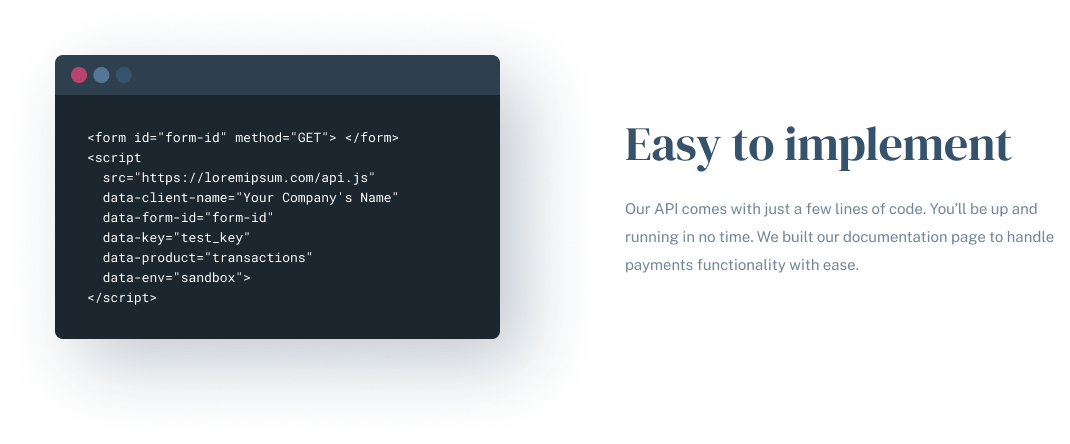 <form id="form-id" method="GET"> </form>
<script
  src="https://loremipsum.com/api.js"
  data-client-name="Your Company's Name"
  data-form-id="form-id"
  data-key="test_key"
  data-product="transactions"
  data-env="sandbox">
</script>
Easy to implement
Our API comes with just a few lines of code. You’ll be up and
running in no time. We built our documentation page to handle
payments functionality with ease.